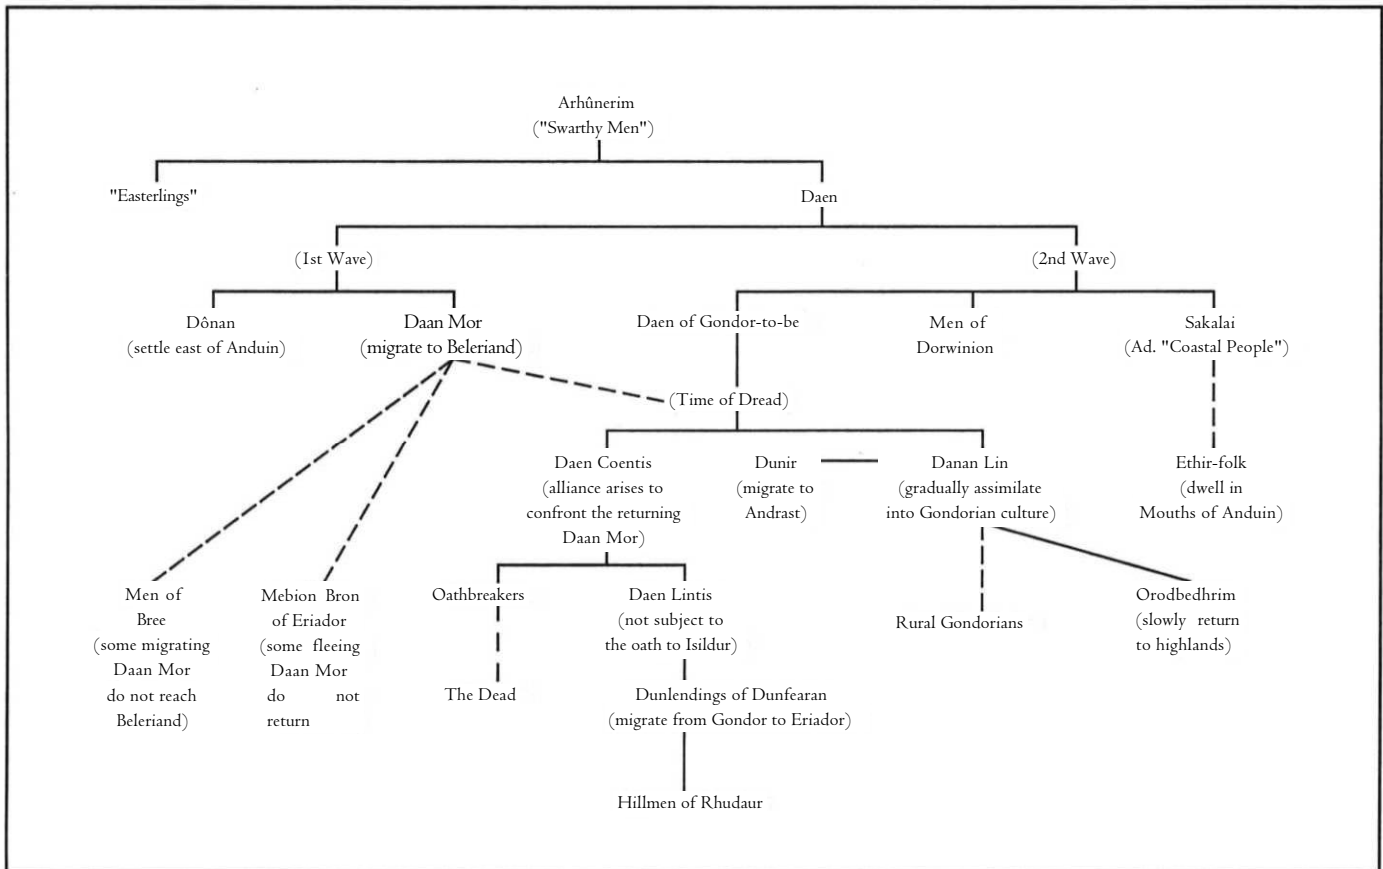 Arhûnerim
("Swarthy Men")
"Easterlings"
Daen
(1st Wave)
(2nd Wave)
Dônan
(settle east of Anduin)
Daan Mor
(migrate to Beleriand)
Daen of Gondor-to-be
Men of
Dorwinion
Sakalai
(Ad. "Coastal People")
(Time of Dread)
Daen Coentis
(alliance arises to
confront the returning
Daan Mor)
Dunir
(migrate to
Andrast)
Danan Lin
(gradually assimilate
into Gondorian culture)
Ethir-folk
(dwell in
Mouths of Anduin)
Men of
Bree
(some migrating
Daan Mor
do not reach
Beleriand)
Mebion Bron
of Eriador
(some fleeing
Daan Mor
do not
return
Oathbreakers
Daen Lintis
(not subject to
the oath to Isildur)
Rural Gondorians
Orodbedhrim
(slowly return
to highlands)
The Dead
Dunlendings of Dunfearan
(migrate from Gondor to Eriador)
Hillmen of Rhudaur